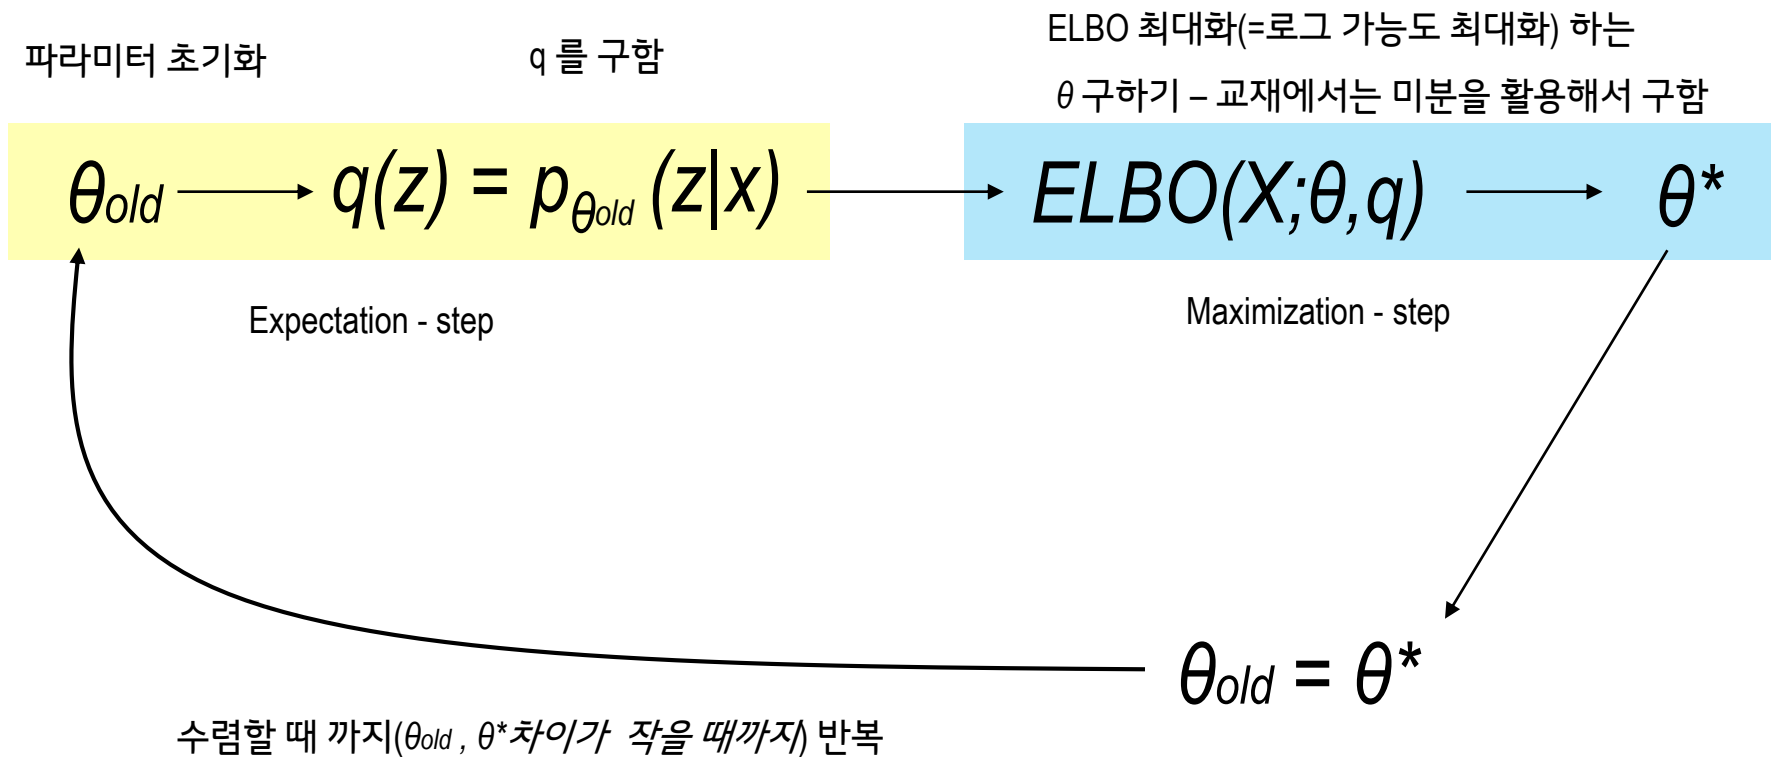 파라미터 초기화
q 를 구함
ELBO 최대화(=로그 가능도 최대화) 하는
θ 구하기 – 교재에서는 미분을 활용해서 구함
θold
q(z) = pθold (z|x)
ELBO(X;θ,q)
θ*
Expectation - step
Maximization - step
θold = θ*
수렴할 때 까지(θold , θ*차이가 작을 때까지) 반복